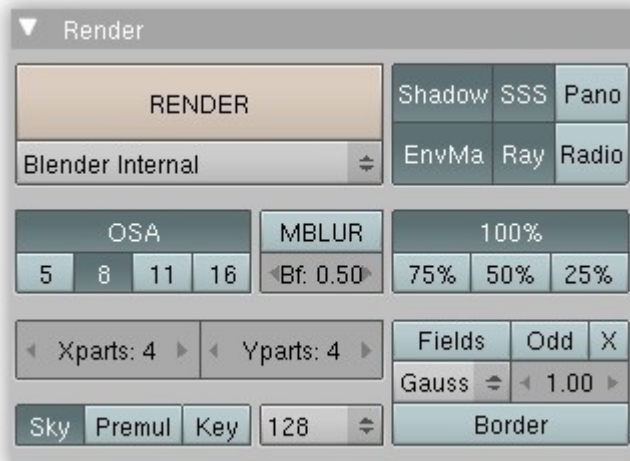 Render
RENDER
Blender Internal
Shadow SSS Pano
EnvMa Ray Radio
OSA
5 8 11 16
MBLUR
Bf: 0.50
100%
75% 50% 25%
Xparts: 4 Yparts: 4
Fields Odd X
Gauss 1.00
Sky Premul Key 128
Border